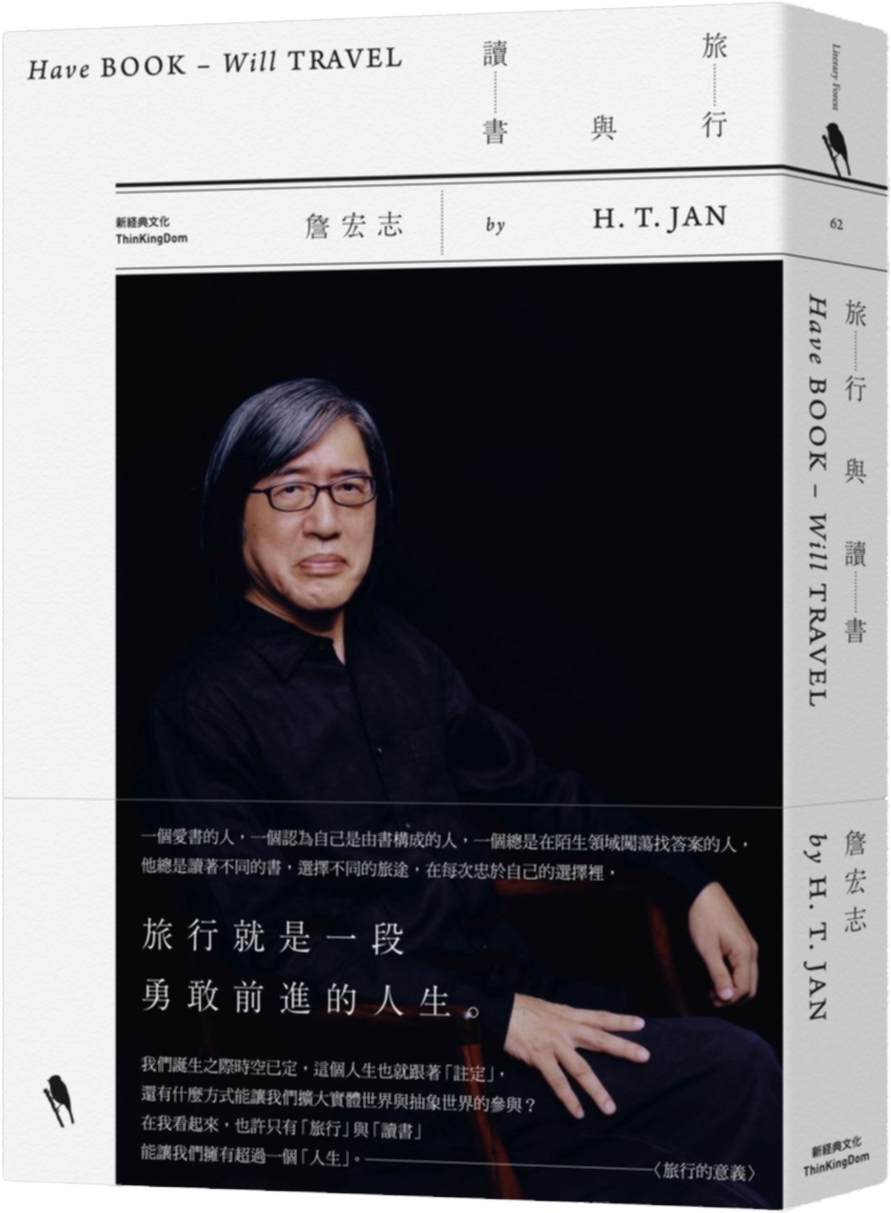 Have BOOK – Will TRAVEL
旅行
與
讀書
新經典文化
ThinKingDom
詹宏志
by
H. T. JAN
一個愛書的人，一個認為自己是由書構成的人，一個總是在陌生領域闖蕩找答案的人，
他總是讀著不同的書，選擇不同的旅途，在每次忠於自己的選擇裡，
旅行就是一段
勇敢前進的人生。
我們誕生之際時空已定，這個人生也就跟著「註定」，
還有什麼方式能讓我們擴大實體世界與抽象世界的參與？
在我看起來，也許只有「旅行」與「讀書」
能讓我們擁有超過一個「人生」。——〈旅行的意義〉
Literary Forest
62
旅行與讀書
Have BOOK – Will TRAVEL
詹宏志
by H. T. JAN
新經典文化
ThinKingDom